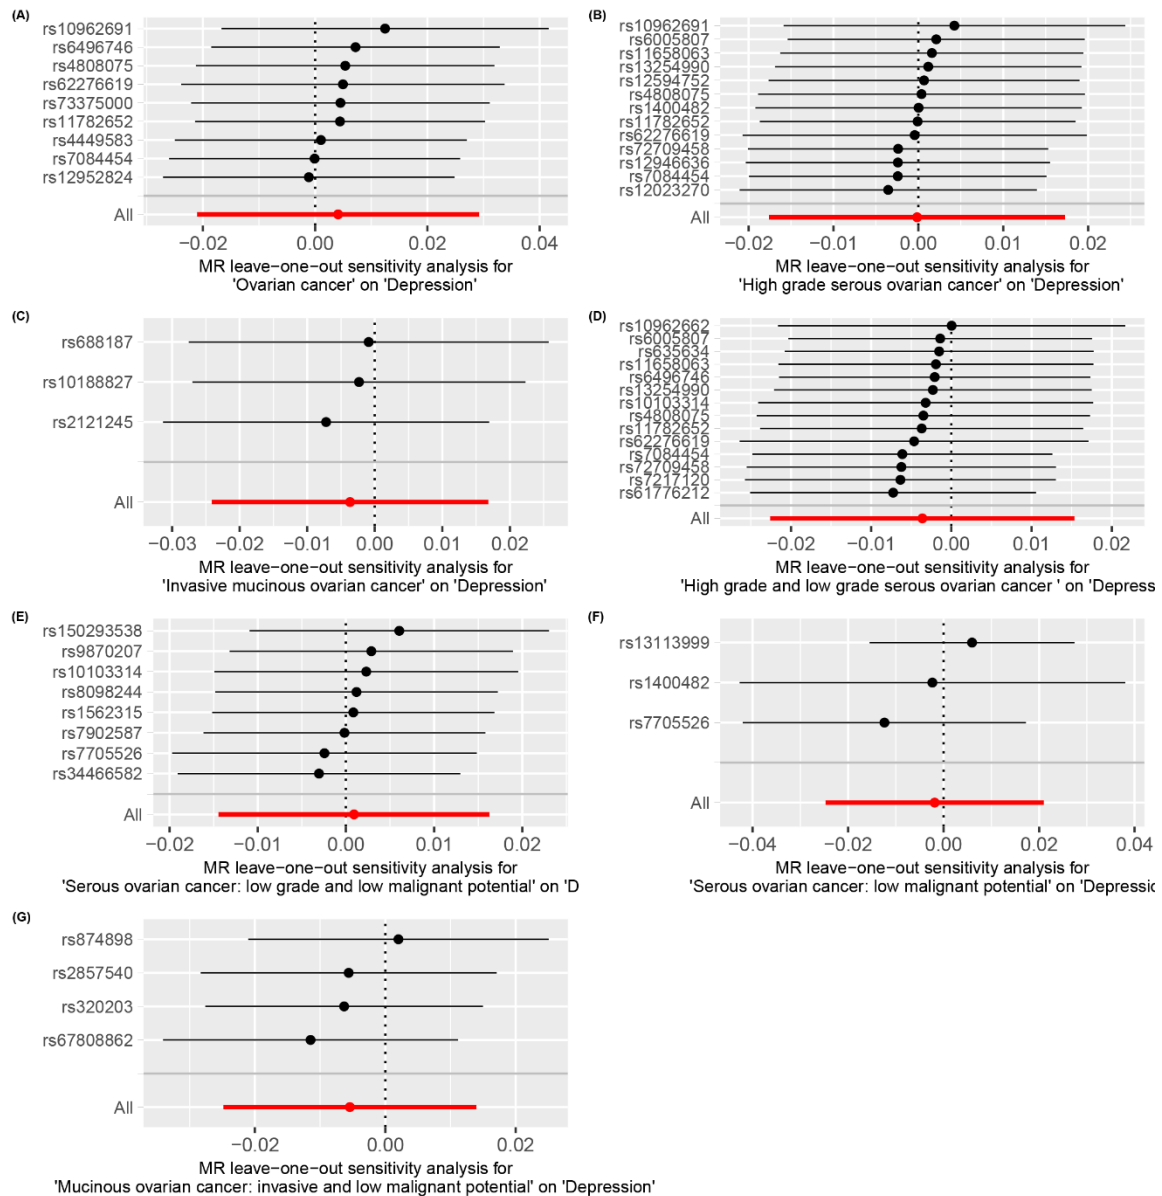 (A)
rs10962691
rs6496746
rs4808075
rs62276619
rs73375000
rs11782652
rs4449583
rs7084454
rs12952824
All
−0.02 0.00 0.02 0.04
MR leave−one−out sensitivity analysis for
'Ovarian cancer' on 'Depression'
(B)
rs10962691
rs6005807
rs11658063
rs13254990
rs12594752
rs4808075
rs1400482
rs11782652
rs62276619
rs72709458
rs12946636
rs7084454
rs12023270
All
−0.02 −0.01 0.00 0.01 0.02
MR leave−one−out sensitivity analysis for
'High grade serous ovarian cancer' on 'Depression'
(C)
rs688187
rs10188827
rs2121245
All
−0.03 −0.02 −0.01 0.00 0.01 0.02
MR leave−one−out sensitivity analysis for
'Invasive mucinous ovarian cancer' on 'Depression'
(D)
rs10962662
rs6005807
rs635634
rs11658063
rs6496746
rs13254990
rs10103314
rs4808075
rs11782652
rs62276619
rs7084454
rs72709458
rs7217120
rs61776212
All
−0.02 −0.01 0.00 0.01 0.02
MR leave−one−out sensitivity analysis for
'High grade and low grade serous ovarian cancer ' on 'Depress
(E)
rs150293538
rs9870207
rs10103314
rs8098244
rs1562315
rs7902587
rs7705526
rs34466582
All
−0.02 −0.01 0.00 0.01 0.02
MR leave−one−out sensitivity analysis for
'Serous ovarian cancer: low grade and low malignant potential' on 'D
(F)
rs13113999
rs1400482
rs7705526
All
−0.04 −0.02 0.00 0.02 0.04
MR leave−one−out sensitivity analysis for
'Serous ovarian cancer: low malignant potential' on 'Depressic
(G)
rs874898
rs2857540
rs320203
rs67808862
All
−0.02 0.00 0.02
MR leave−one−out sensitivity analysis for
'Mucinous ovarian cancer: invasive and low malignant potential' on 'Depression'